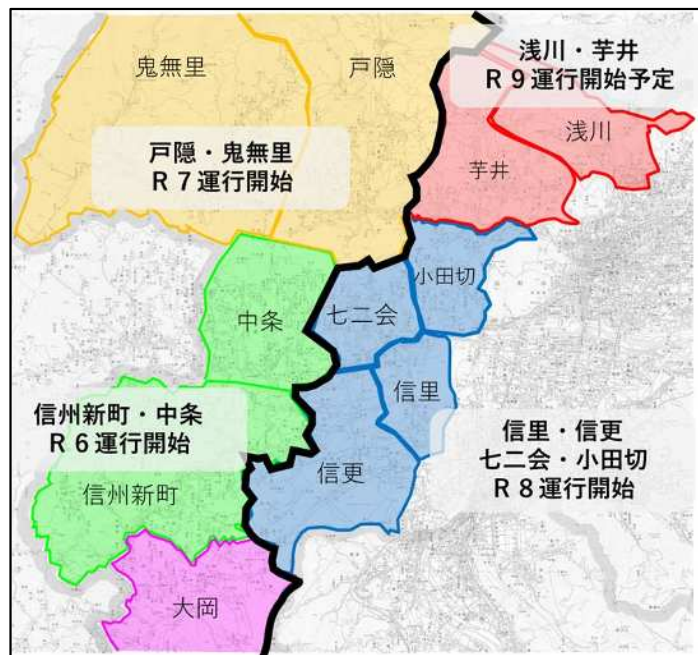 鬼無里
戸隠
浅川・芋井
R９運行開始予定
浅川
芋井
戸隠・鬼無里
R７運行開始
小田切
七二会
中条
信里
信州新町・中条
R６運行開始
信里・信更
七二会・小田切
R８運行開始
信更
信州新町
大岡